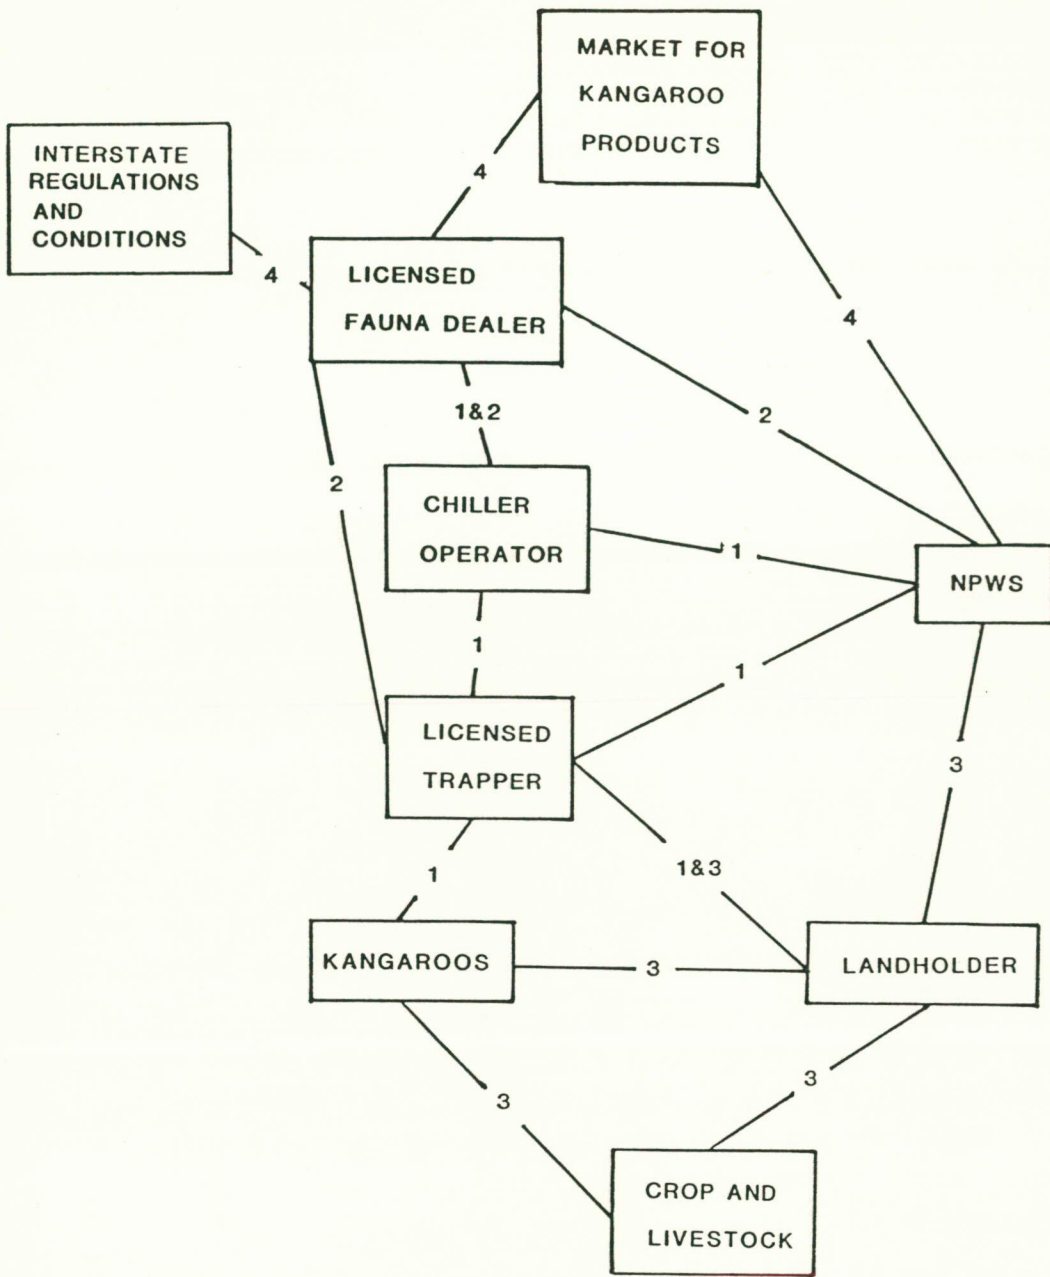 MARKET FOR
KANGAROO
PRODUCTS
INTERSTATE
REGULATIONS
AND
CONDITIONS
4
4
LICENSED
FAUNA DEALER
4
1&2
2
2
CHILLER
OPERATOR
1
NPWS
1
1
LICENSED
TRAPPER
3
1
1&3
KANGAROOS
3
LANDHOLDER
3
3
CROP AND
LIVESTOCK